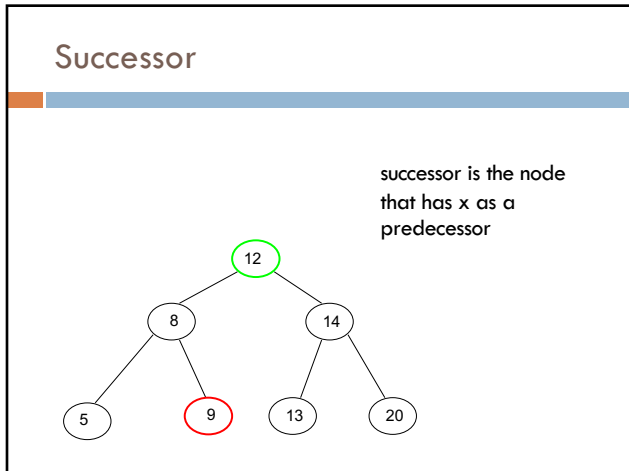 Successor
successor is the node
that has x as a
predecessor
12
8
14
5
9
13
20